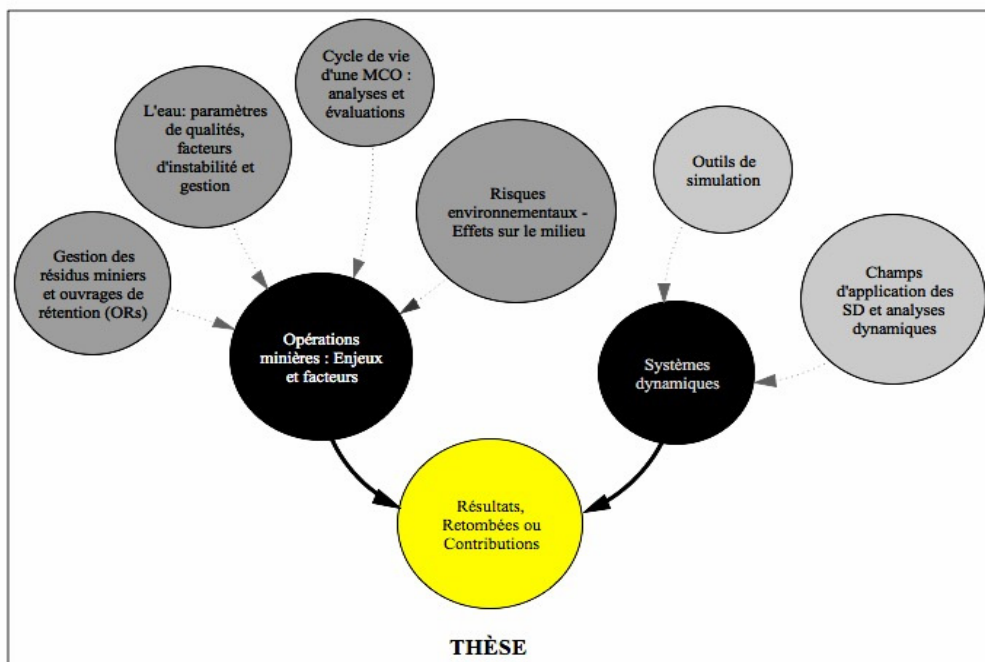 Cycle de vie
d'une MCO :
analyses et
évaluations
L'eau: paramètres
de qualités,
facteurs
d'instabilité et
gestion
Outils de
simulation
Risques
environnementaux -
Effets sur le milieu
Gestion des
résidus miniers
et ouvrages de
rétention (ORs)
Champs
d'application des
SD et analyses
dynamiques
Opérations
minières : Enjeux
et facteurs
Systèmes
dynamiques
Résultats,
Retombées ou
Contributions
THÈSE